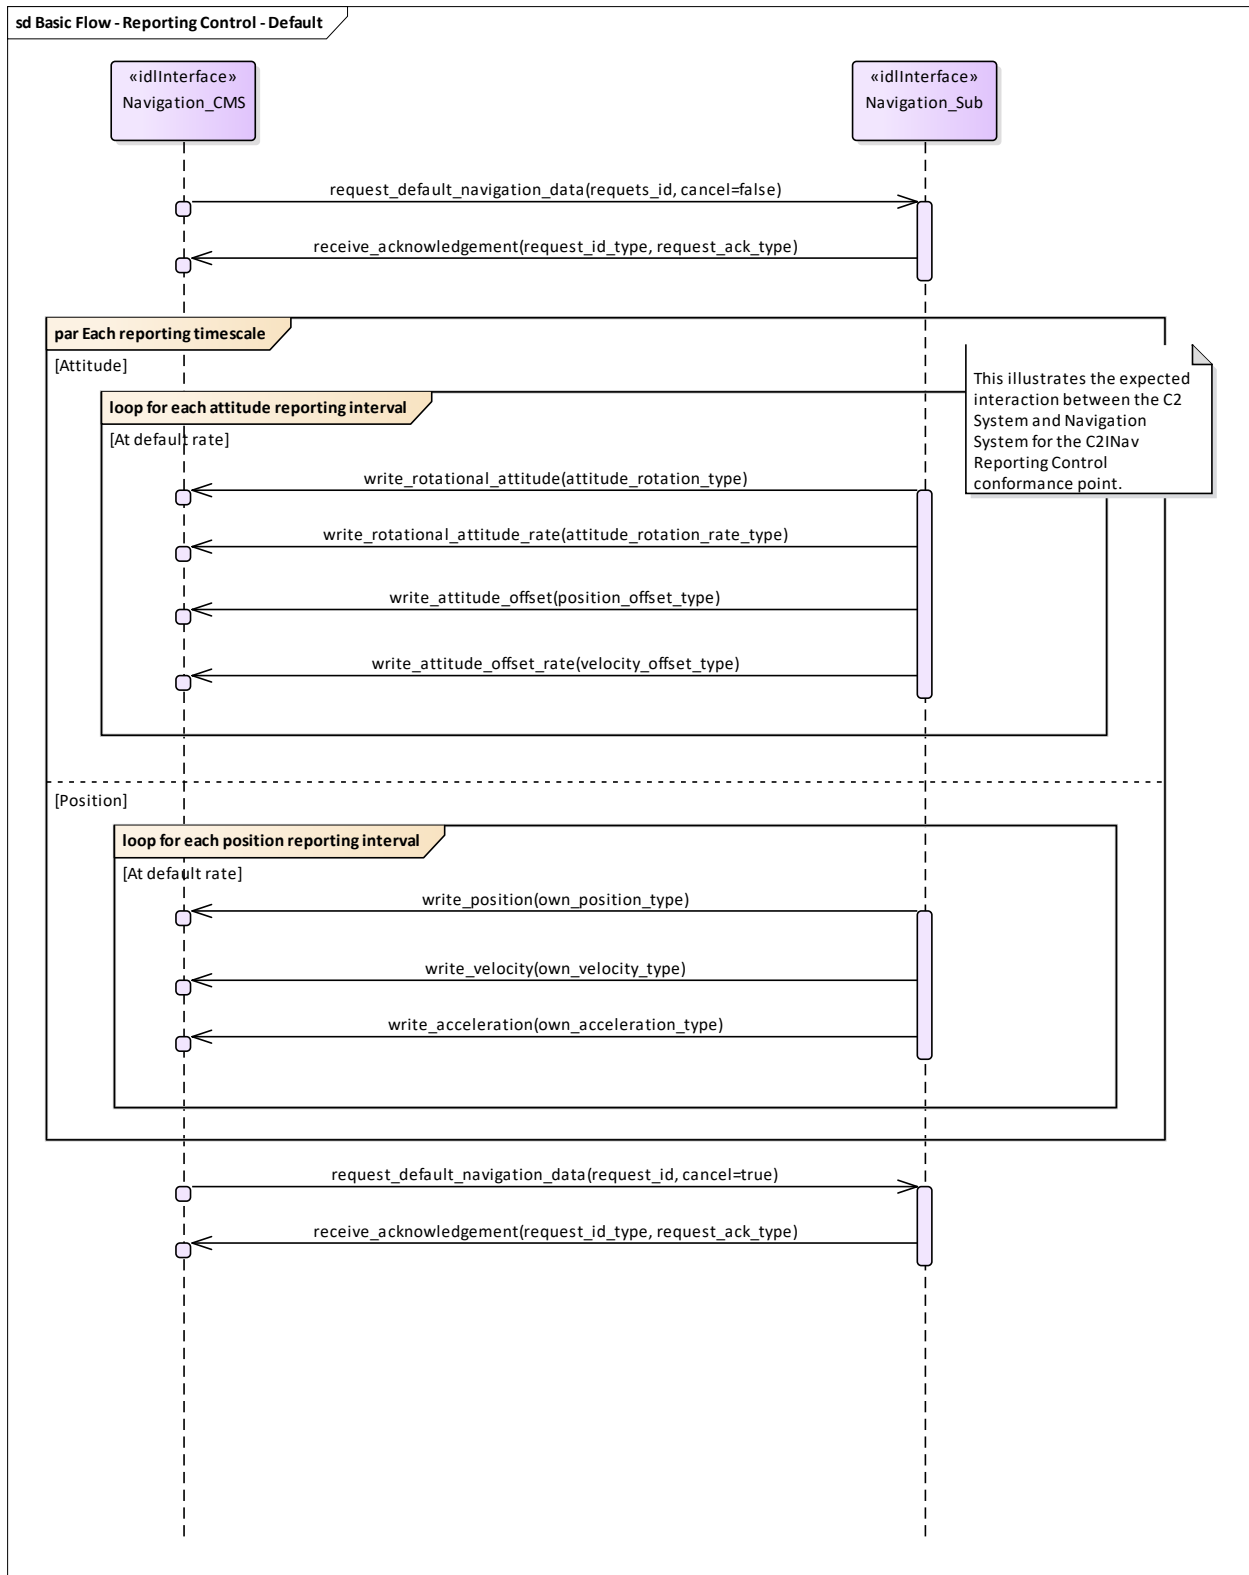 sd Basic Flow - Reporting Control - Default
«idlInterface»
Navigation_CMS
«idlInterface»
Navigation_Sub
request_default_navigation_data(requets_id, cancel=false)
receive_acknowledgement(request_id_type, request_ack_type)
par Each reporting timescale
[Attitude]
This illustrates the expected
interaction between the C2
System and Navigation
System for the C2INav
Reporting Control
conformance point.
loop for each attitude reporting interval
[At default rate]
write_rotational_attitude(attitude_rotation_type)
write_rotational_attitude_rate(attitude_rotation_rate_type)
write_attitude_offset(position_offset_type)
write_attitude_offset_rate(velocity_offset_type)
[Position]
loop for each position reporting interval
[At default rate]
write_position(own_position_type)
write_velocity(own_velocity_type)
write_acceleration(own_acceleration_type)
request_default_navigation_data(request_id, cancel=true)
receive_acknowledgement(request_id_type, request_ack_type)